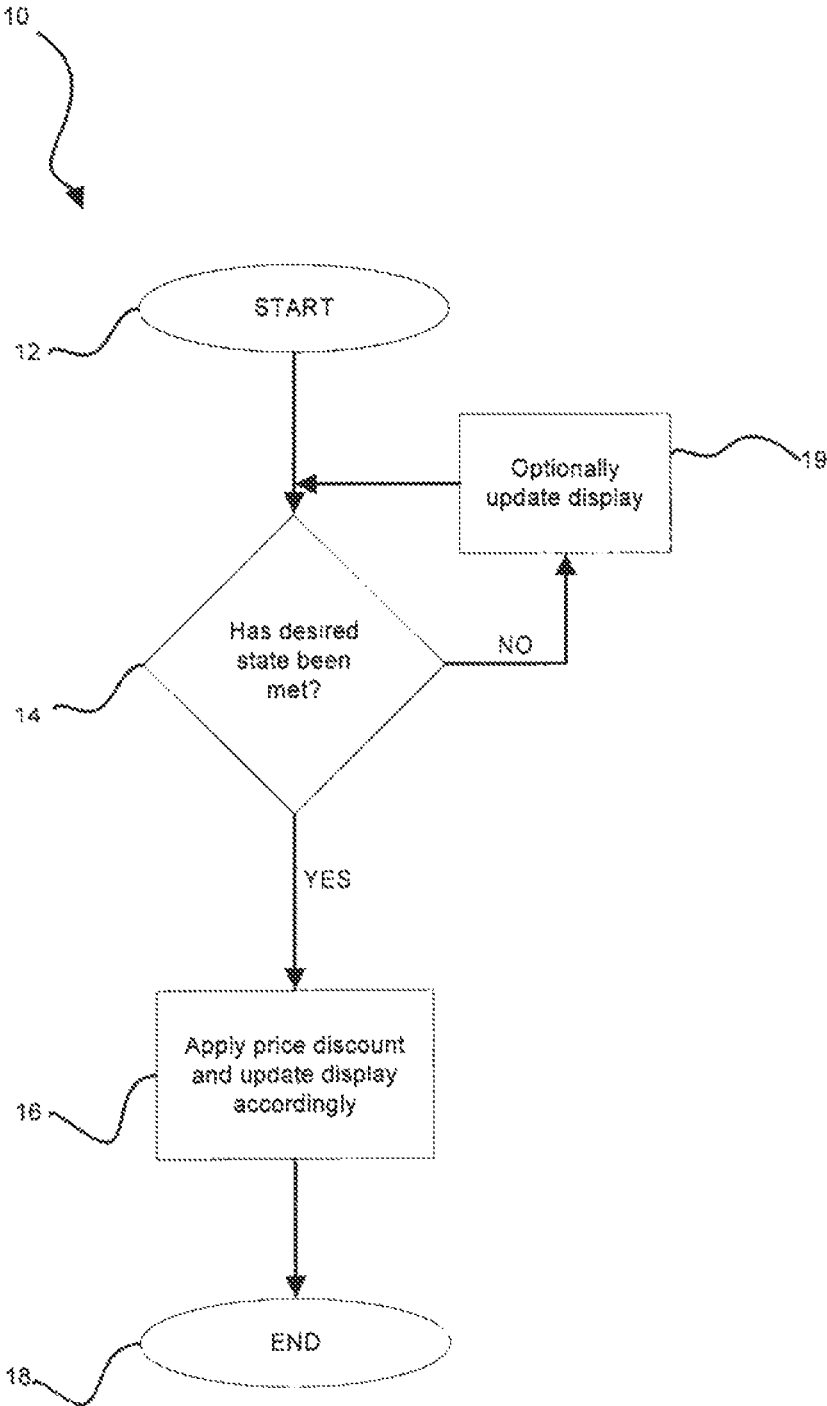 10
START
12
Optionally
update display
19
Has desired
state been
met?
NO
14
YES
Apply price discount
and update display
accordingly
16
END
18